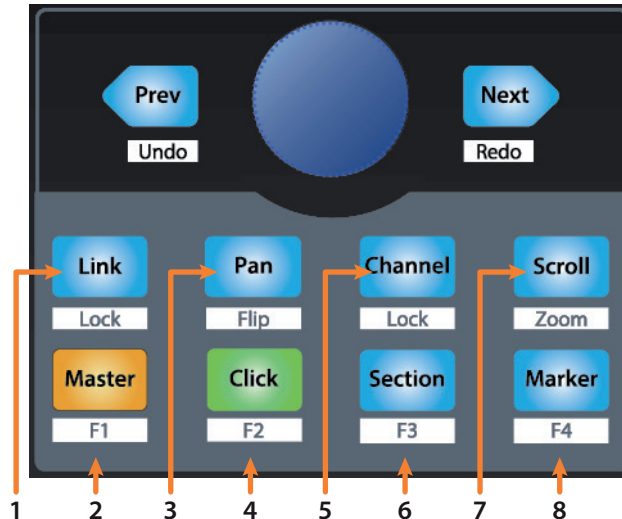 Prev Next
Undo Redo
Link Pan Channel Scroll
Lock Flip Lock Zoom
Master Click Section Marker
F1 F2 F3 F4
1 2 3 4 5 6 7 8